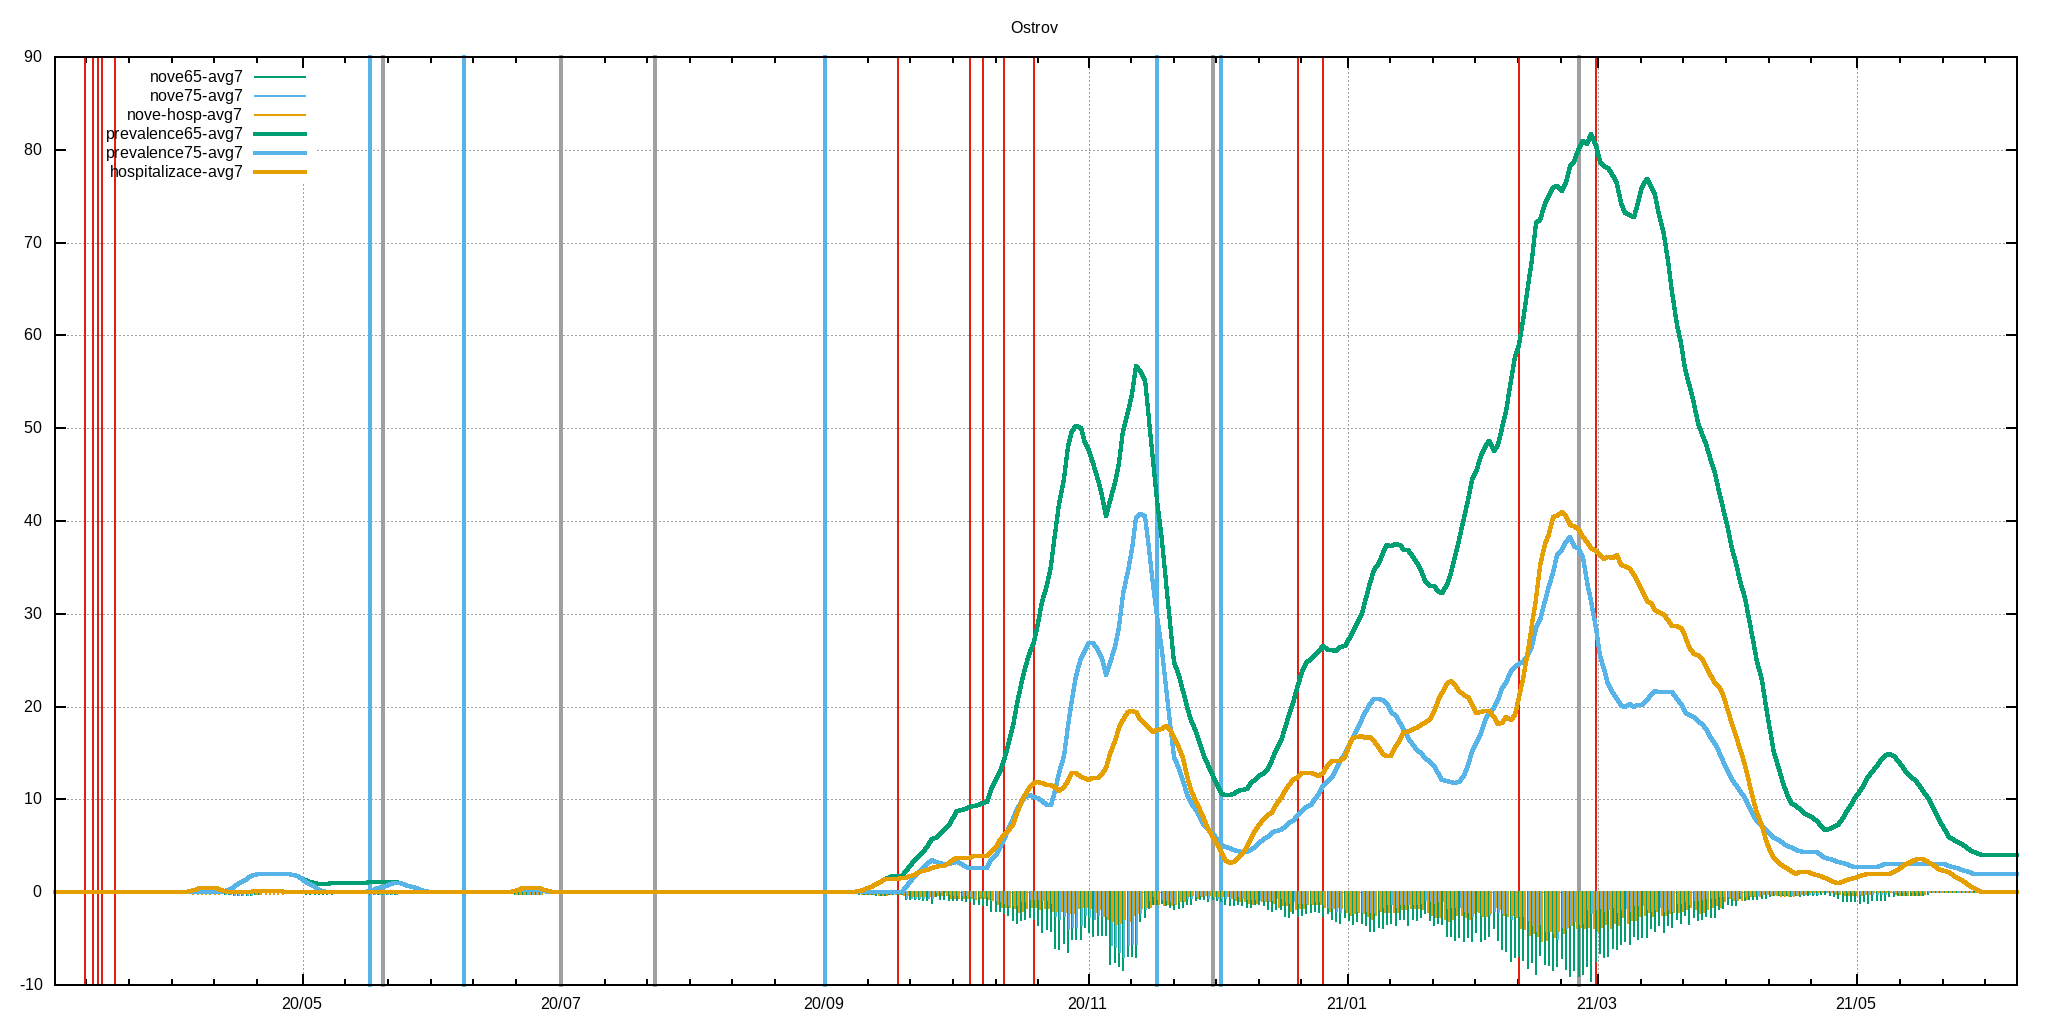 Ostrov
90
80
70
60
50
40
30
20
10
0
-10
nove65-avg7
nove75-avg7
nove-hosp-avg7
prevalence65-avg7
prevalence75-avg7
hospitalizace-avg7
20/05 20/07 20/09 20/11 21/01 21/03 21/05